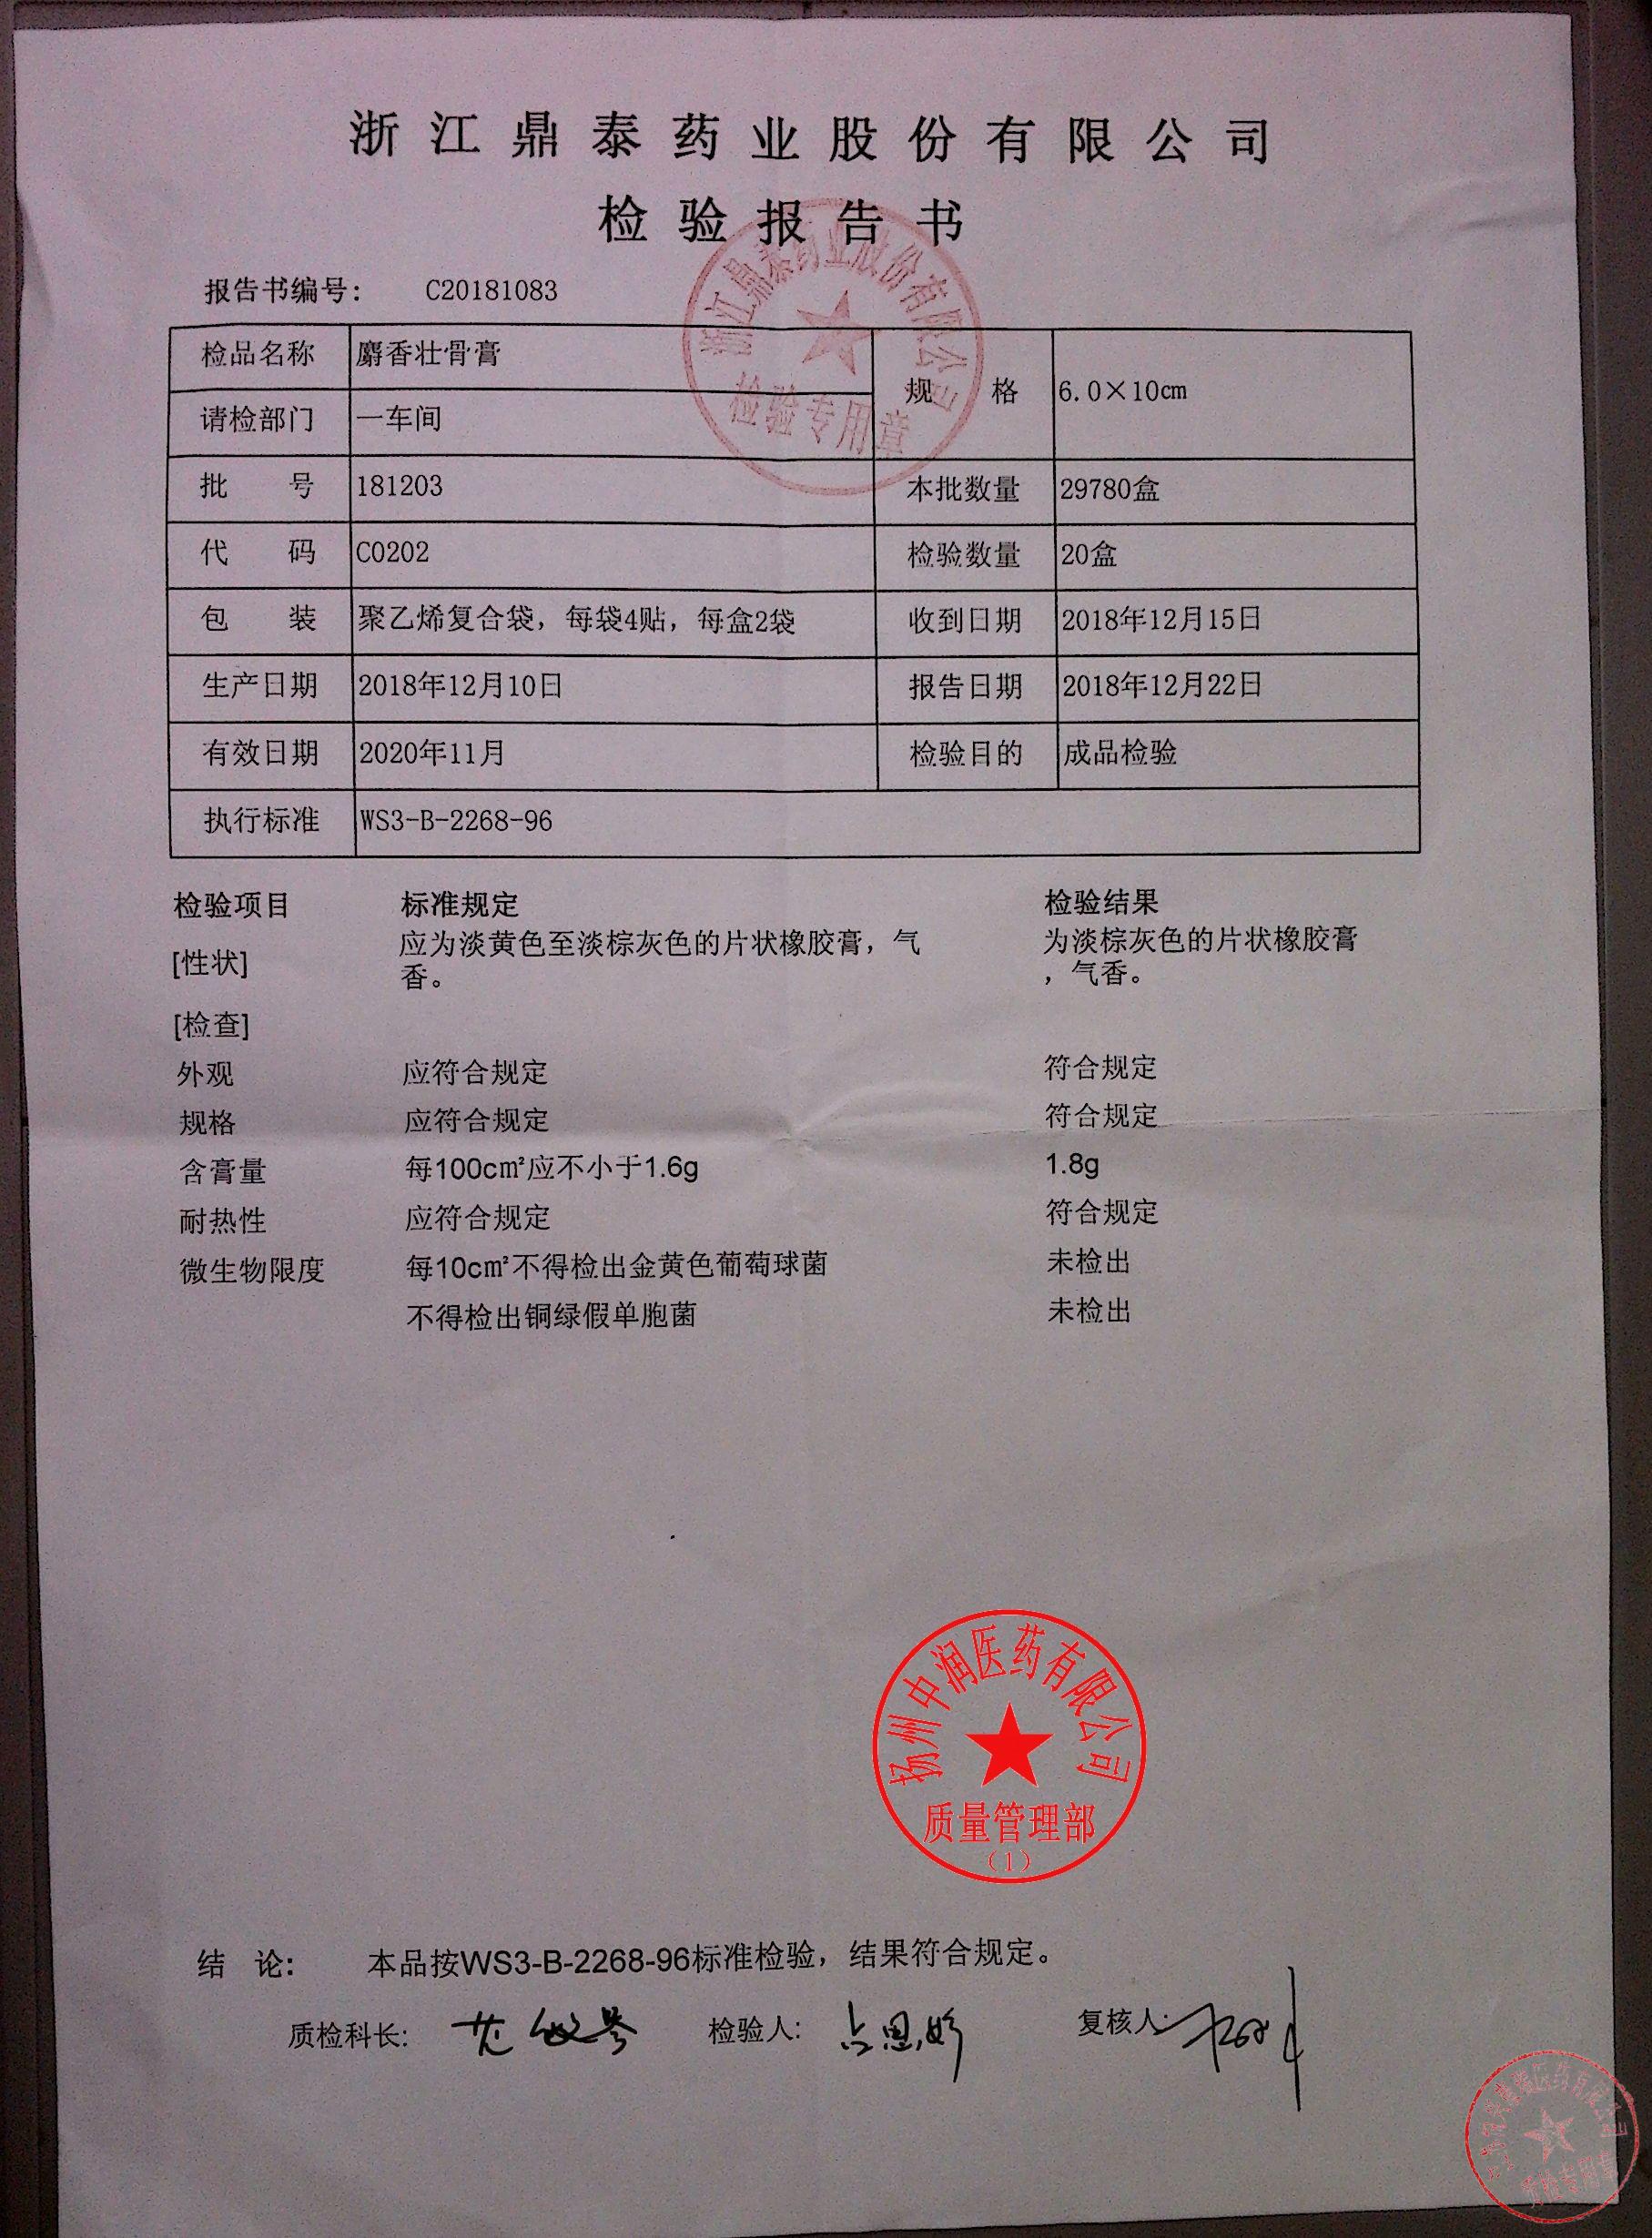 浙江鼎泰药业股份有限公司
检验报告书
报告书编号： C20181083
检品名称 麝香壮骨膏 规格 6.0×10cm
请检部门 一车间
批号 181203 本批数量 29780盒
代码 C0202 检验数量 20盒
包装 聚乙烯复合袋，每袋4贴，每盒2袋 收到日期 2018年12月15日
生产日期 2018年12月10日 报告日期 2018年12月22日
有效日期 2020年11月 检验目的 成品检验
执行标准 WS3-B-2268-96
浙江鼎泰药业股份有限公司
检验专用章
检验项目 标准规定 检验结果
[性状] 应为淡黄色至淡棕灰色的片状橡胶膏，气 为淡棕灰色的片状橡胶膏
香。 ，气香。
[检查]
外观 应符合规定 符合规定
规格 应符合规定 符合规定
含膏量 每100cm²应不小于1.6g 1.8g
耐热性 应符合规定 符合规定
微生物限度 每10cm²不得检出金黄色葡萄球菌 未检出
不得检出铜绿假单胞菌 未检出
扬州中润医药有限公司
质量管理部
（1）
结 论: 本品按WS3-B-2268-96标准检验，结果符合规定。
质检科长: 检验人: 复核人: